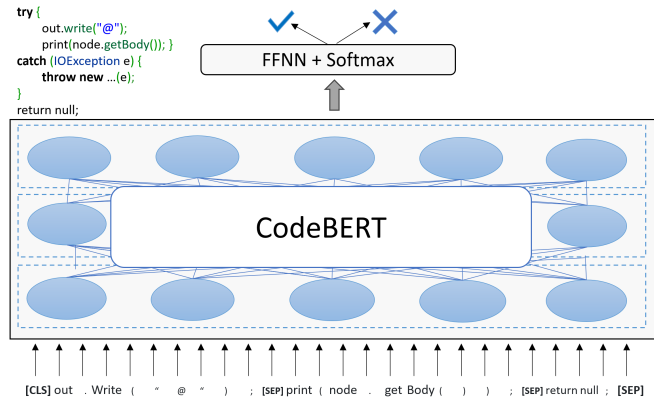 try {
out.write("@");
print(node.getBody()); }
catch (IOException e) {
throw new ...(e);
}
return null;
FFNN + Softmax
CodeBERT
[CLS] out . Write ( " @ " ) ; [SEP] print ( node . get Body ( ) ) ; [SEP] return null ; [SEP]